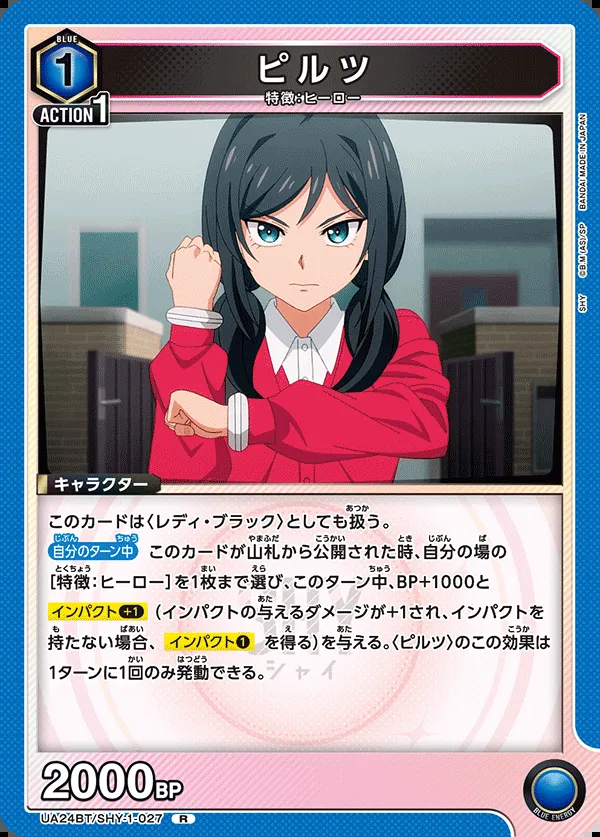 BLUE
1
ACTION 1
ピルツ
特徴:ヒーロー
SHY ©B.M (AS)/SP BANDAI MADE IN JAPAN
キャラクター
このカードは〈レディ・ブラック〉としても扱う。
自分のターン中 このカードが山札から公開された時、自分の場の
[特徴:ヒーロー]を1枚まで選び、このターン中、BP+1000と
インパクト+1 (インパクトの与えるダメージが+1され、インパクトを
持たない場合、 インパクト1 を得る)を与える。〈ピルツ〉のこの効果は
1ターンに1回のみ発動できる。
シャイ
2000BP
UA24BT/SHY-1-027 R
BLUE ENERGY